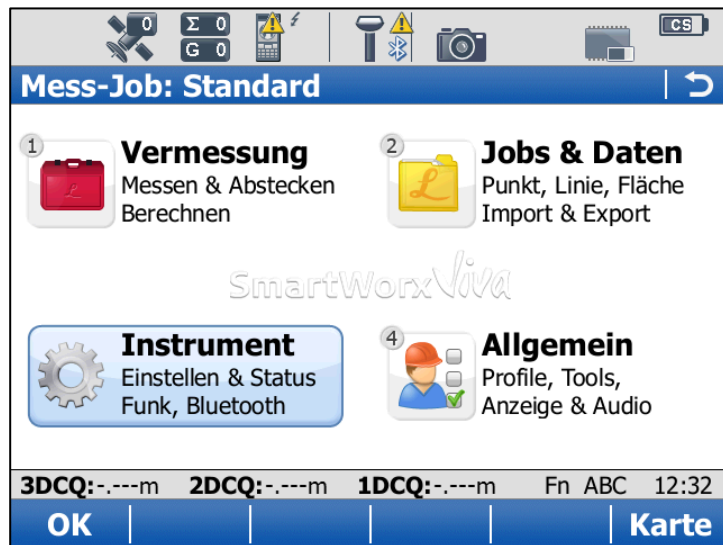 0
Σ 0
G 0
CS
Mess-Job: Standard
1
Vermessung
Messen & Abstecken
Berechnen
2
Jobs & Daten
Punkt, Linie, Fläche
Import & Export
SmartWorx Viva
Instrument
Einstellen & Status
Funk, Bluetooth
4
Allgemein
Profile, Tools,
Anzeige & Audio
3DCQ:-.---m 2DCQ:-.---m 1DCQ:-.---m Fn ABC 12:32
OK Karte